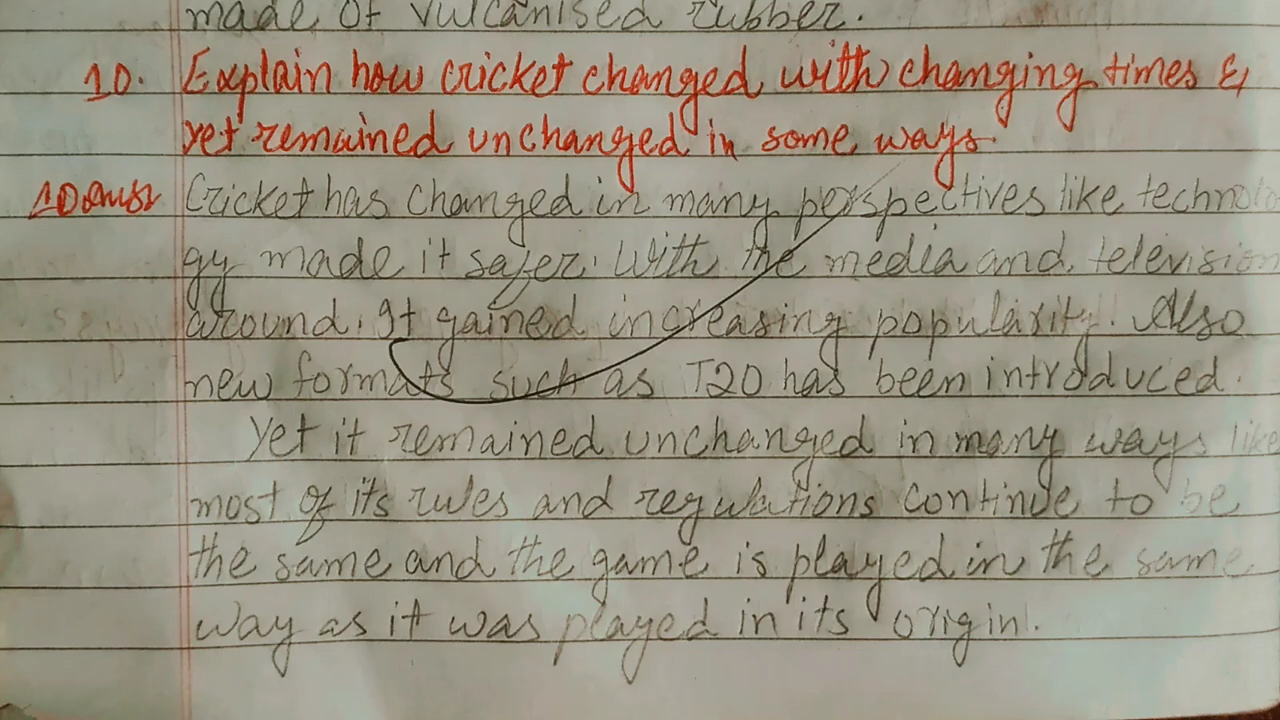 made of vulcanised rubber.
10. Explain how cricket changed with changing times &
yet remained unchanged in some ways.
10 Ans: Cricket has changed in many perspectives like technolo
gy made it safer. With the media and television
around. It gained increasing popularity. Also
new formats such as T20 has been introduced.
Yet it remained unchanged in many ways like
most of its rules and regulations continue to be
the same and the game is played in the same
way as it was played in its origin.